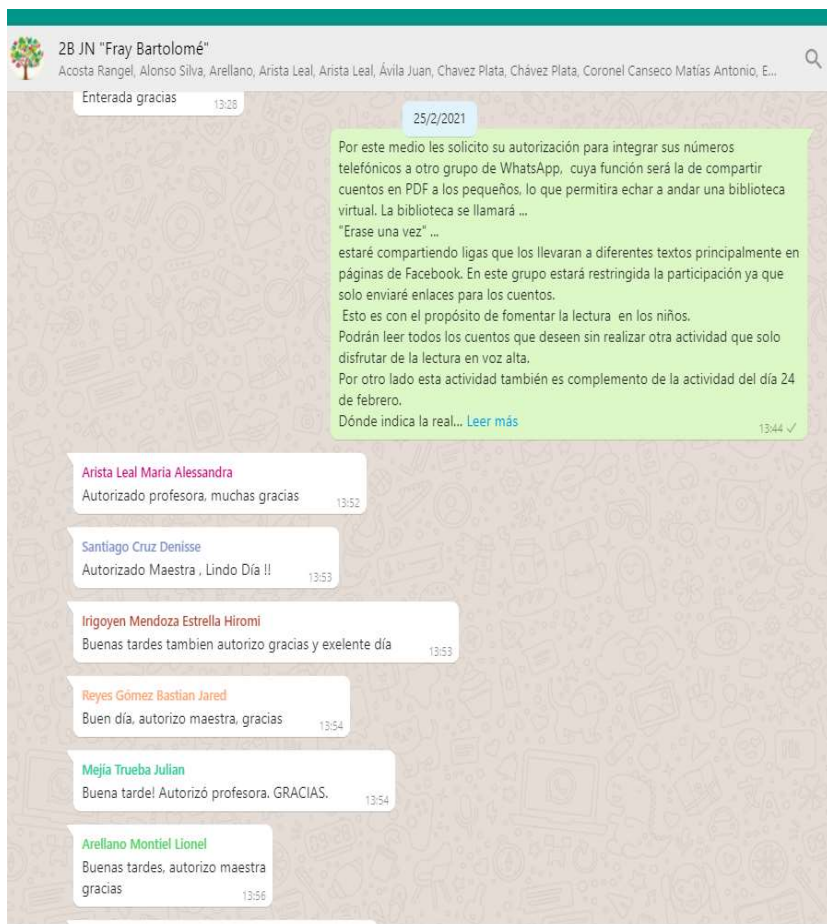 2B JN "Fray Bartolomé"
Acosta Rangel, Alonso Silva, Arellano, Arista Leal, Arista Leal, Ávila Juan, Chavez Plata, Chávez Plata, Coronel Canseco Matías Antonio, E...
Enterada gracias
13:28
25/2/2021
Por este medio les solicito su autorización para integrar sus números
telefónicos a otro grupo de WhatsApp, cuya función será la de compartir
cuentos en PDF a los pequeños, lo que permitira echar a andar una biblioteca
virtual. La biblioteca se llamará ...
"Erase una vez" ...
estaré compartiendo ligas que los llevaran a diferentes textos principalmente en
páginas de Facebook. En este grupo estará restringida la participación ya que
solo enviaré enlaces para los cuentos.
Esto es con el propósito de fomentar la lectura en los niños.
Podrán leer todos los cuentos que deseen sin realizar otra actividad que solo
disfrutar de la lectura en voz alta.
Por otro lado esta actividad también es complemento de la actividad del día 24
de febrero.
Dónde indica la real... Leer más
13:44
Arista Leal Maria Alessandra
Autorizado profesora, muchas gracias
13:52
Santiago Cruz Denisse
Autorizado Maestra , Lindo Día !!
13:53
Irigoyen Mendoza Estrella Hiromi
Buenas tardes tambien autorizo gracias y exelente día
13:53
Reyes Gómez Bastian Jared
Buen día, autorizo maestra, gracias
13:54
Mejía Trueba Julian
Buena tarde! Autorizó profesora. GRACIAS.
13:54
Arellano Montiel Lionel
Buenas tardes, autorizo maestra
gracias
13:56